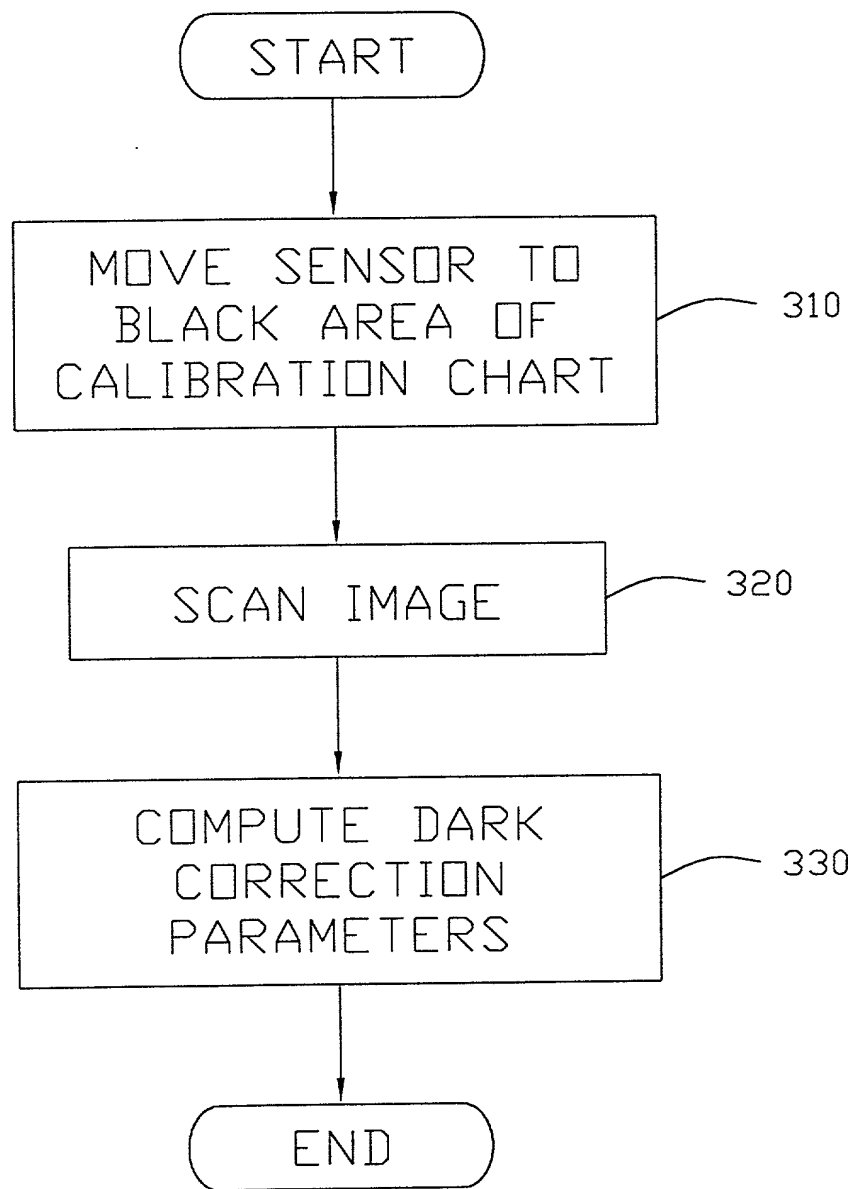 START
MOVE SENSOR TO
BLACK AREA OF
CALIBRATION CHART
310
SCAN IMAGE
320
COMPUTE DARK
CORRECTION
PARAMETERS
330
END